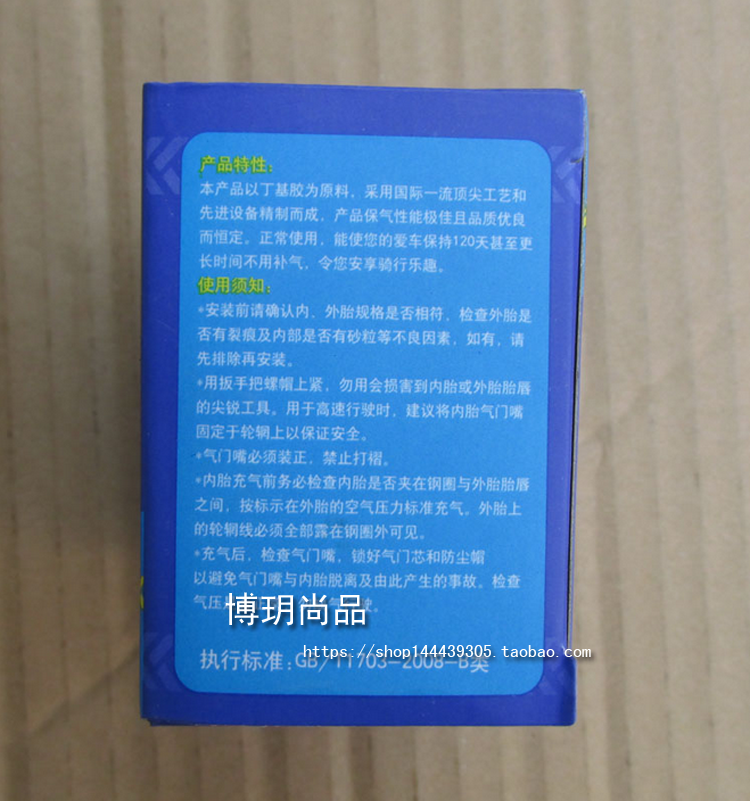 产品特性：
本产品以丁基胶为原料，采用国际一流顶尖工艺和
先进设备精制而成，产品保气性能极佳且品质优良
而恒定。正常使用，能使您的爱车保持120天甚至更
长时间不用补气，令您安享骑行乐趣。
使用须知：
*安装前请确认内、外胎规格是否相符，检查外胎是
否有裂痕及内部是否有砂粒等不良因素，如有，请
先排除再安装。
*用扳手把螺帽上紧，勿用会损害到内胎或外胎胎唇
的尖锐工具。用于高速行驶时，建议将内胎气门嘴
固定于轮辋上以保证安全。
*气门嘴必须装正，禁止打褶。
*内胎充气前务必检查内胎是否夹在钢圈与外胎胎唇
之间，按标示在外胎的空气压力标准充气。外胎上
的轮辋线必须全部露在钢圈外可见。
*充气后，检查气门嘴，锁好气门芯和防尘帽
以避免气门嘴与内胎脱离及由此产生的事故。检查
气压
博玥尚品
https://shop144439305.taobao.com/
执行标准：GB/T1703-2008-B类